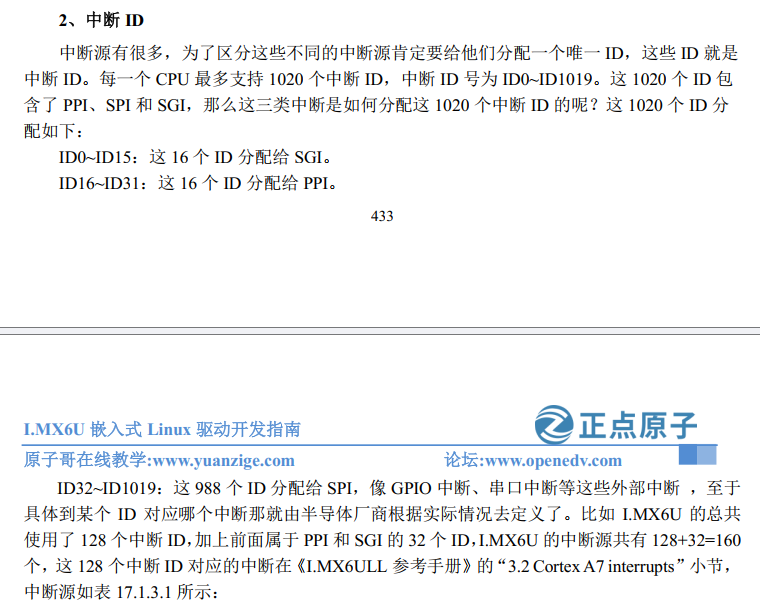 2、中断 ID
中断源有很多，为了区分这些不同的中断源肯定要给他们分配一个唯一 ID，这些 ID 就是
中断 ID。每一个 CPU 最多支持 1020 个中断 ID，中断 ID 号为 ID0~ID1019。这 1020 个 ID 包
含了 PPI、SPI 和 SGI，那么这三类中断是如何分配这 1020 个中断 ID 的呢？这 1020 个 ID 分
配如下：
ID0~ID15：这 16 个 ID 分配给 SGI。
ID16~ID31：这 16 个 ID 分配给 PPI。
433
I.MX6U 嵌入式 Linux 驱动开发指南
正点原子
原子哥在线教学:www.yuanzige.com 论坛:www.openedv.com
ID32~ID1019：这 988 个 ID 分配给 SPI，像 GPIO 中断、串口中断等这些外部中断 ，至于
具体到某个 ID 对应哪个中断那就由半导体厂商根据实际情况去定义了。比如 I.MX6U 的总共
使用了 128 个中断 ID，加上前面属于 PPI 和 SGI 的 32 个 ID，I.MX6U 的中断源共有 128+32=160
个，这 128 个中断 ID 对应的中断在《I.MX6ULL 参考手册》的“3.2 Cortex A7 interrupts”小节，
中断源如表 17.1.3.1 所示：